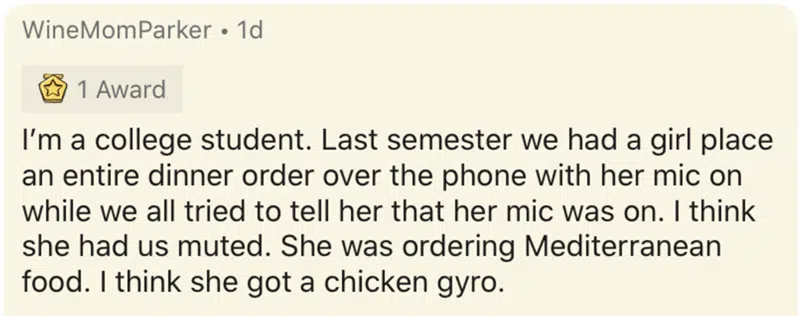 WineMomParker • 1d
1 Award
I’m a college student. Last semester we had a girl place
an entire dinner order over the phone with her mic on
while we all tried to tell her that her mic was on. I think
she had us muted. She was ordering Mediterranean
food. I think she got a chicken gyro.